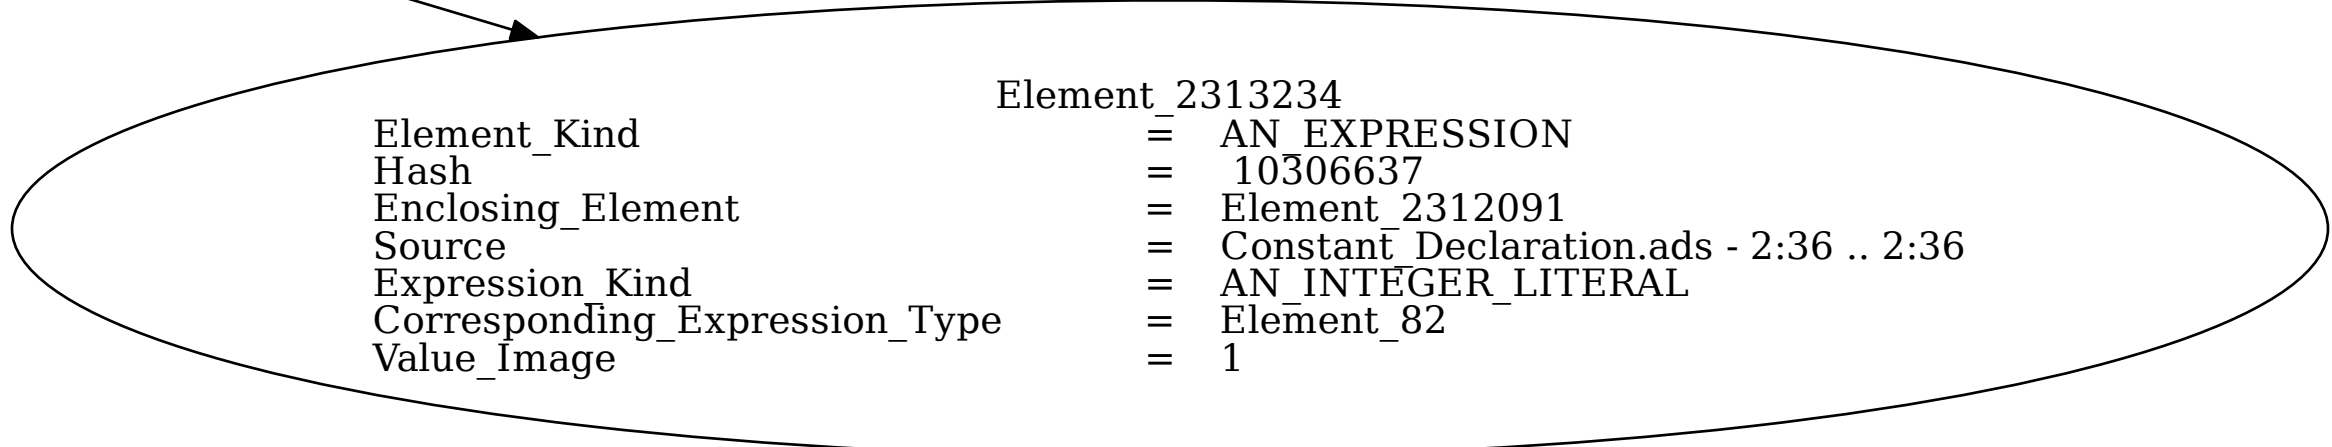 Element_2313234
Element_Kind = AN_EXPRESSION
Hash = 10306637
Enclosing_Element = Element_2312091
Source = Constant_Declaration.ads - 2:36 .. 2:36
Expression_Kind = AN_INTEGER_LITERAL
Corresponding_Expression_Type = Element_82
Value_Image = 1